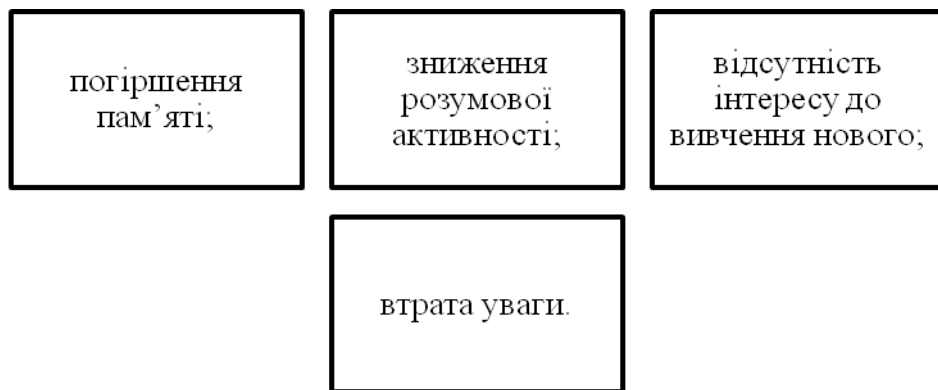 погіршення
пам’яті;
зниження
розумової
активності;
відсутність
інтересу до
вивчення нового;
втрата уваги.